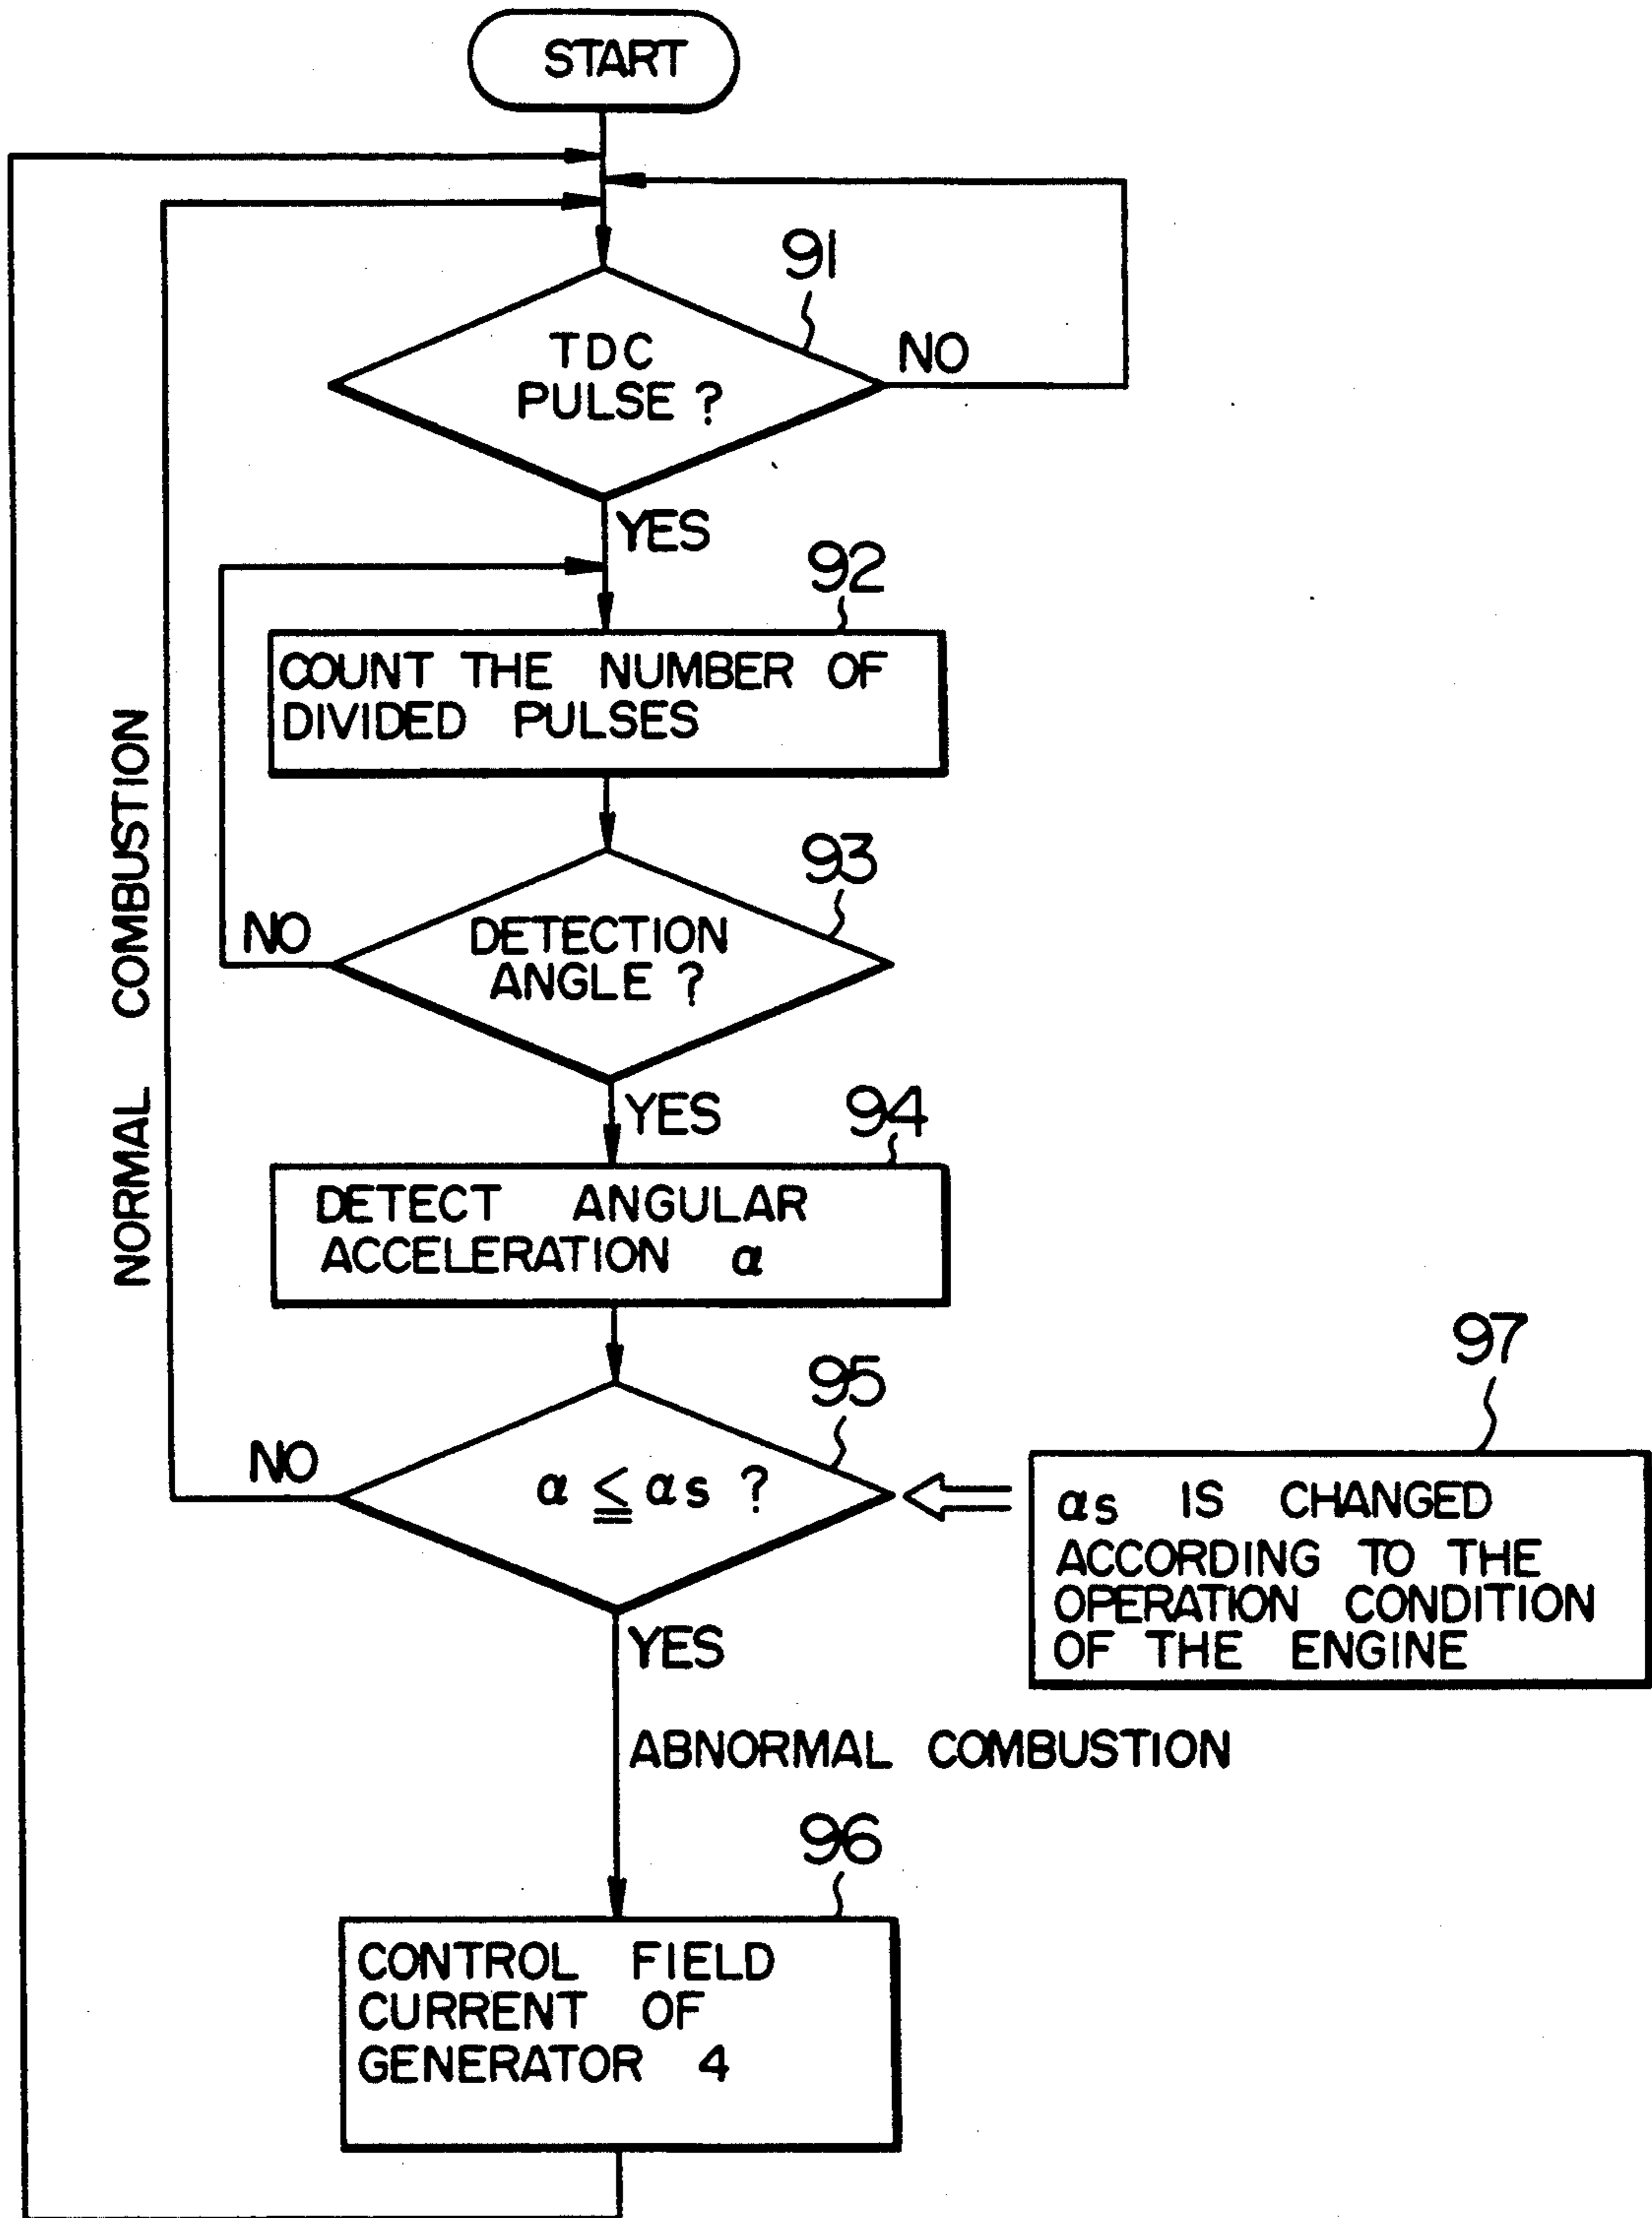 START
91
TDC
PULSE ?
NO
YES
92
COUNT THE NUMBER OF
DIVIDED PULSES
93
DETECTION
ANGLE ?
NO
YES
94
DETECT ANGULAR
ACCELERATION α
NORMAL COMBUSTION
95
α ≦ αs ?
NO
YES
97
αs IS CHANGED
ACCORDING TO THE
OPERATION CONDITION
OF THE ENGINE
ABNORMAL COMBUSTION
96
CONTROL FIELD
CURRENT OF
GENERATOR 4